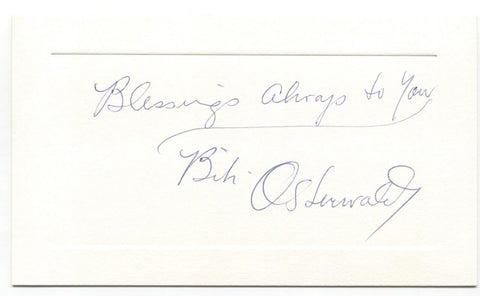 Blessings Always to You
Bibi Osterwald